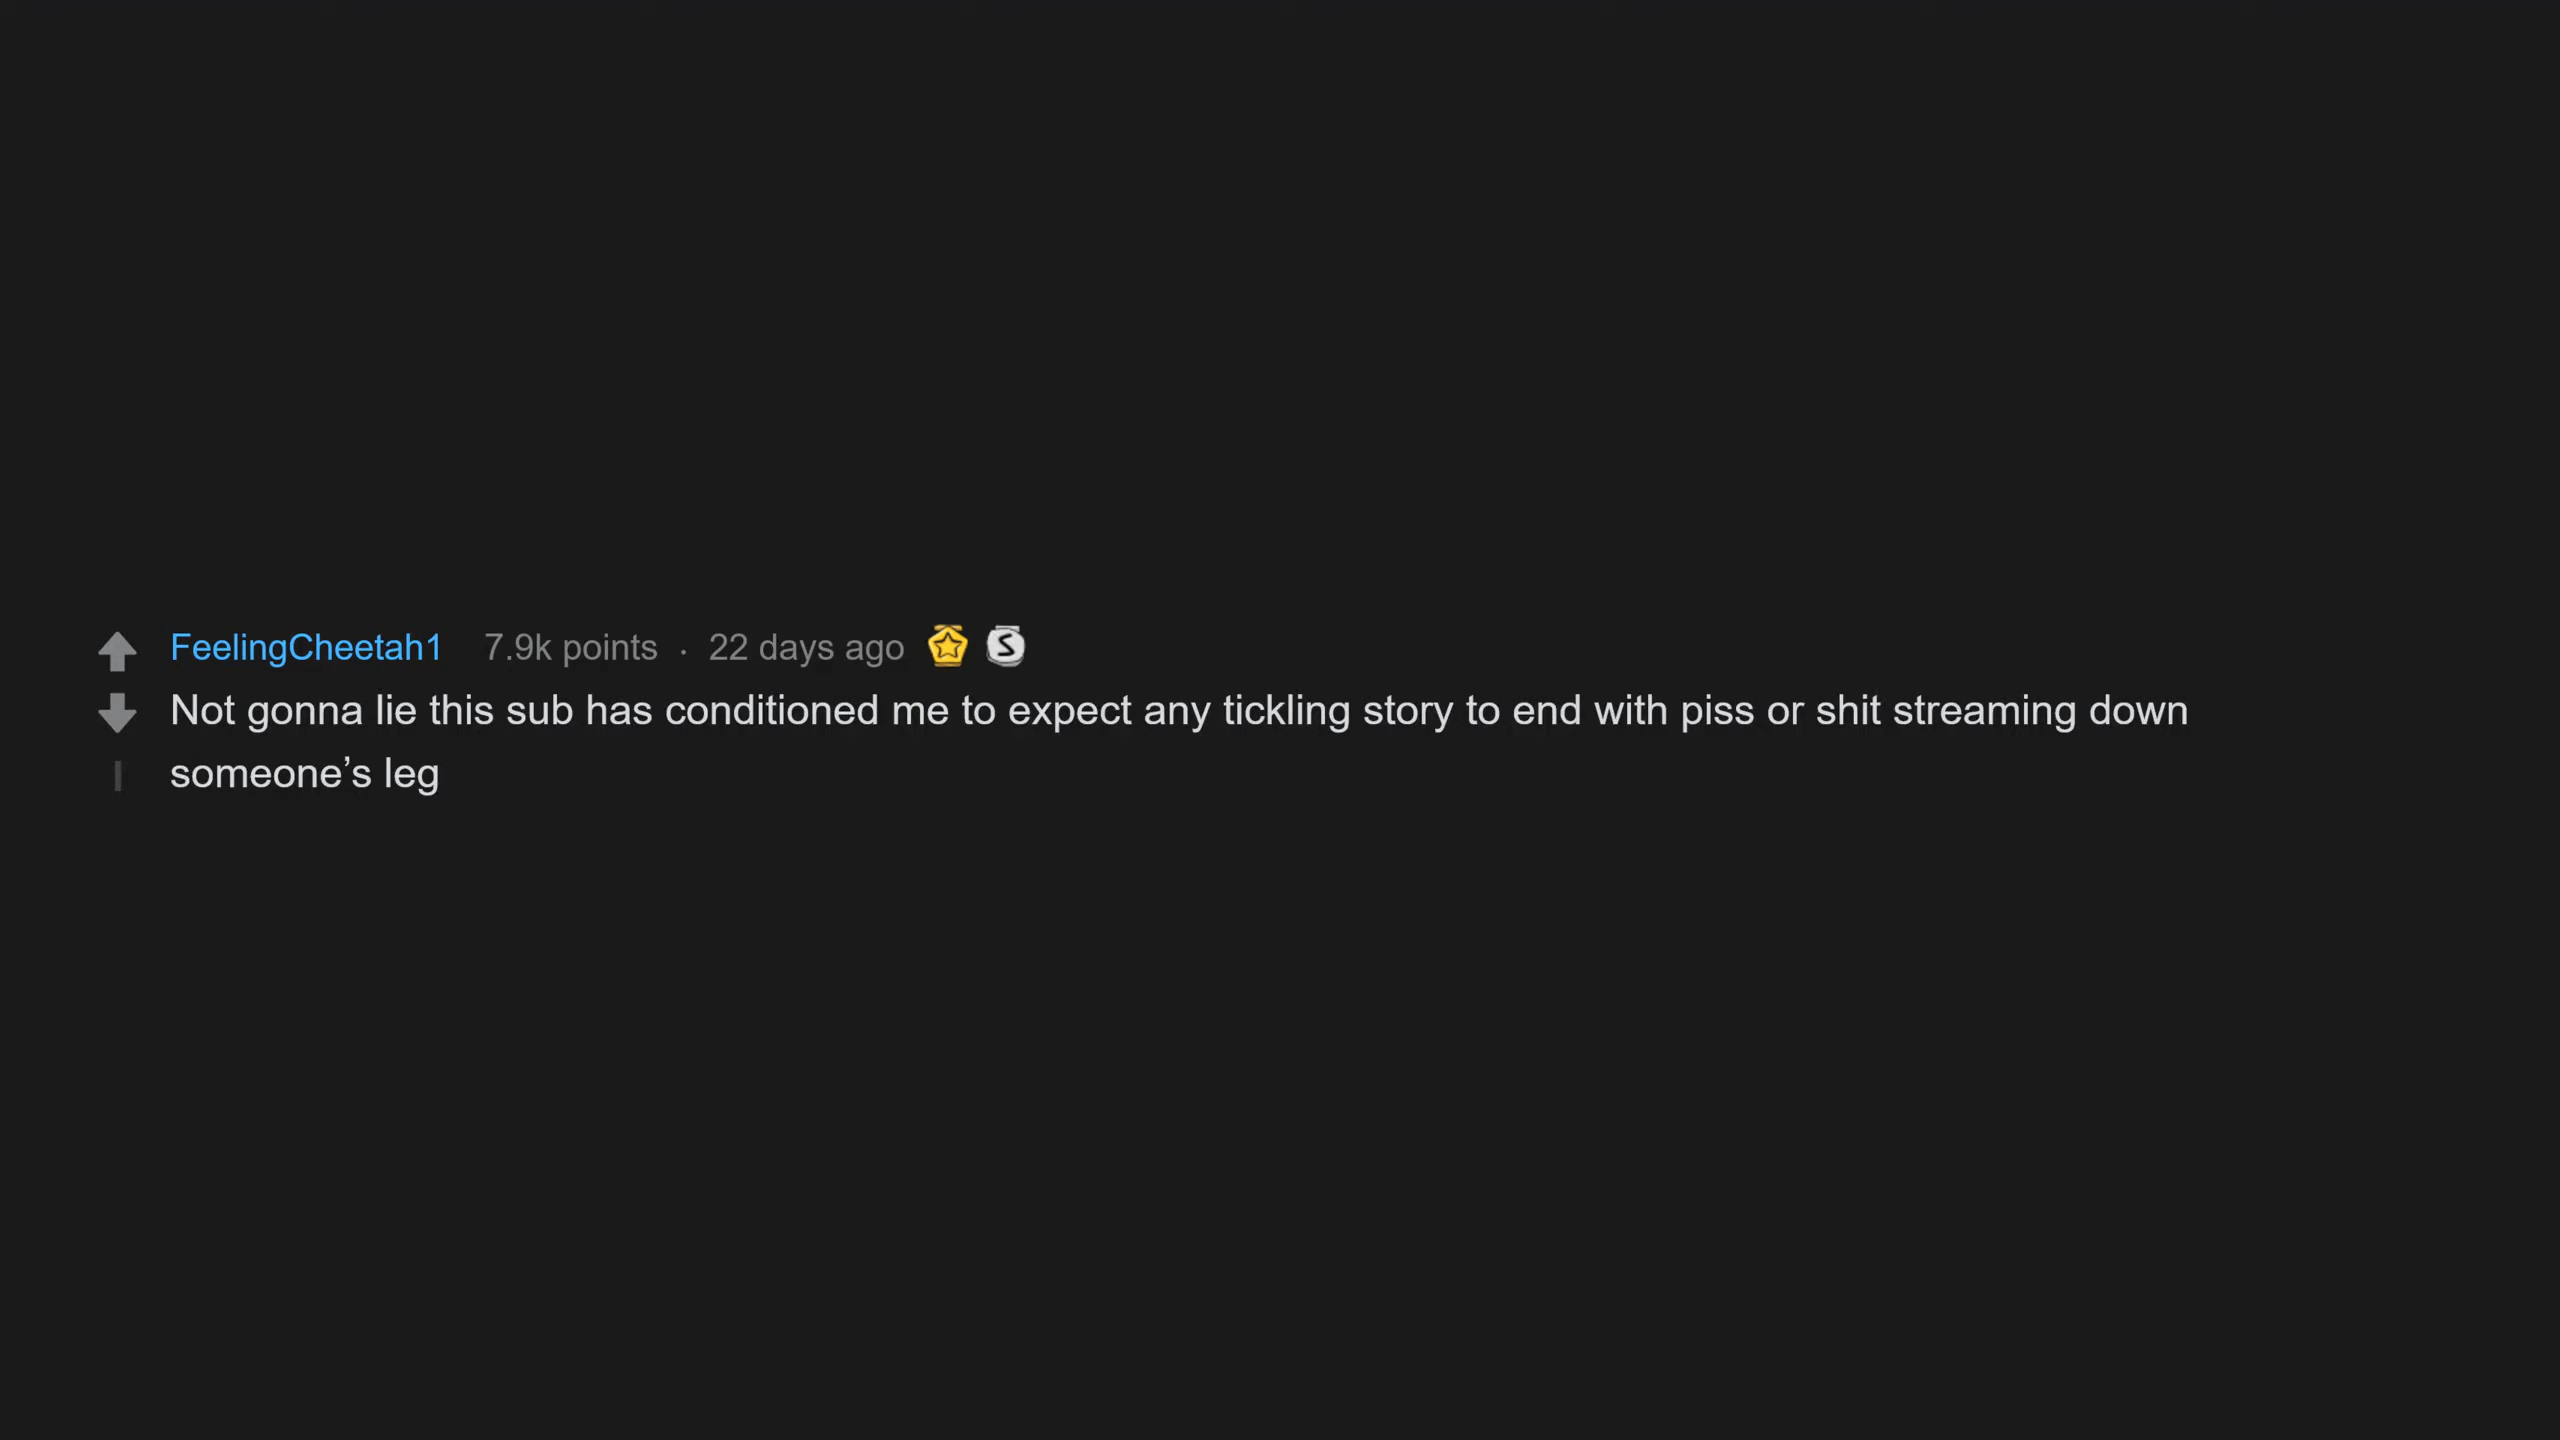 FeelingCheetah1 7.9k points · 22 days ago
Not gonna lie this sub has conditioned me to expect any tickling story to end with piss or shit streaming down
someone’s leg